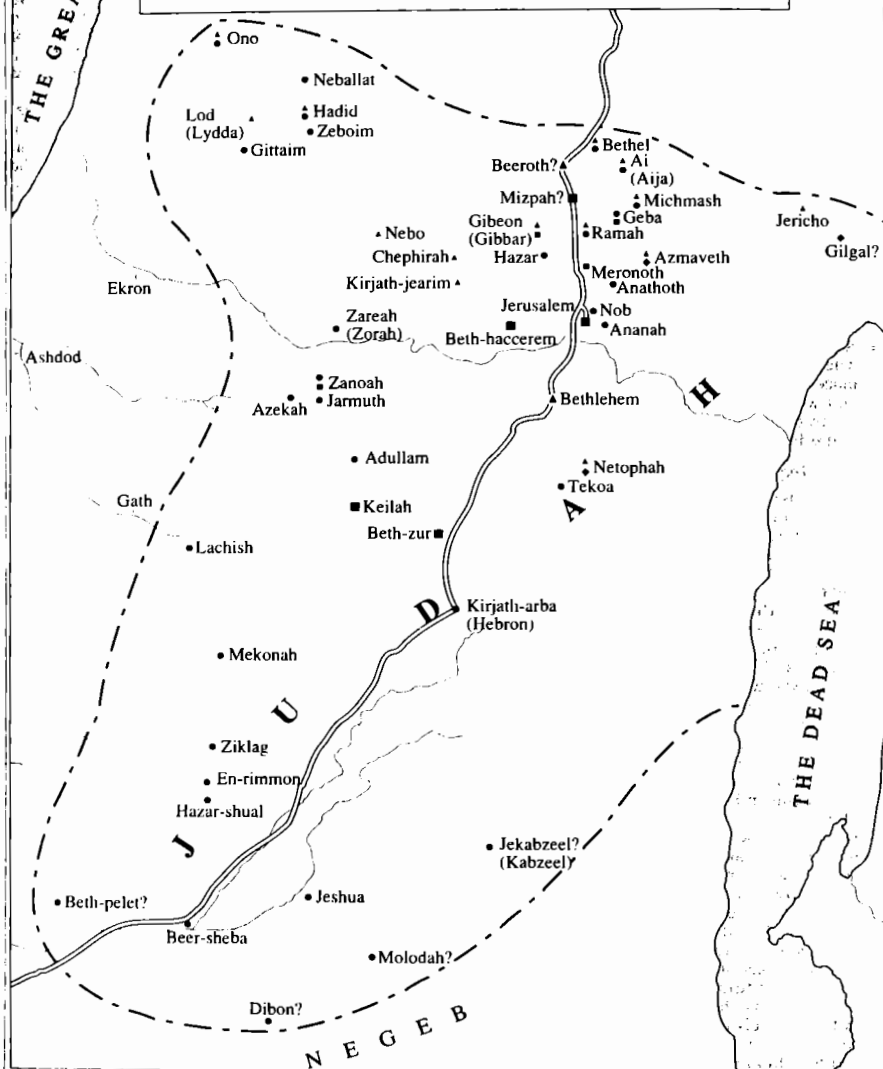 THE GREA
Ono
Neballat
Lod
(Lydda)
Hadid
Zeboim
Gittaim
Bethel
Beeroth?
Ai
(Aija)
Mizpah?
Michmash
Geba
Jericho
Gibeon
(Gibbar)
Ramah
Nebo
Gilgal?
Chephirah
Hazar
Azmaveth
Meronoth
Kirjath-jearim
Anathoth
Ekron
Jerusalem
Nob
Zareah
(Zorah)
Beth-haccerem
Ananah
Ashdod
Zanoah
H
Azekah
Jarmuth
Bethlehem
Adullam
Netophah
Tekoa
Gath
Keilah
A
Beth-zur
Lachish
Kirjath-arba
(Hebron)
D
THE DEAD SEA
Mekonah
U
Ziklag
En-rimmon
Hazar-shual
J
Jekabzeel?
(Kabzeel)
Beth-pelet?
Jeshua
Beer-sheba
Molodah?
Dibon?
NEGEB